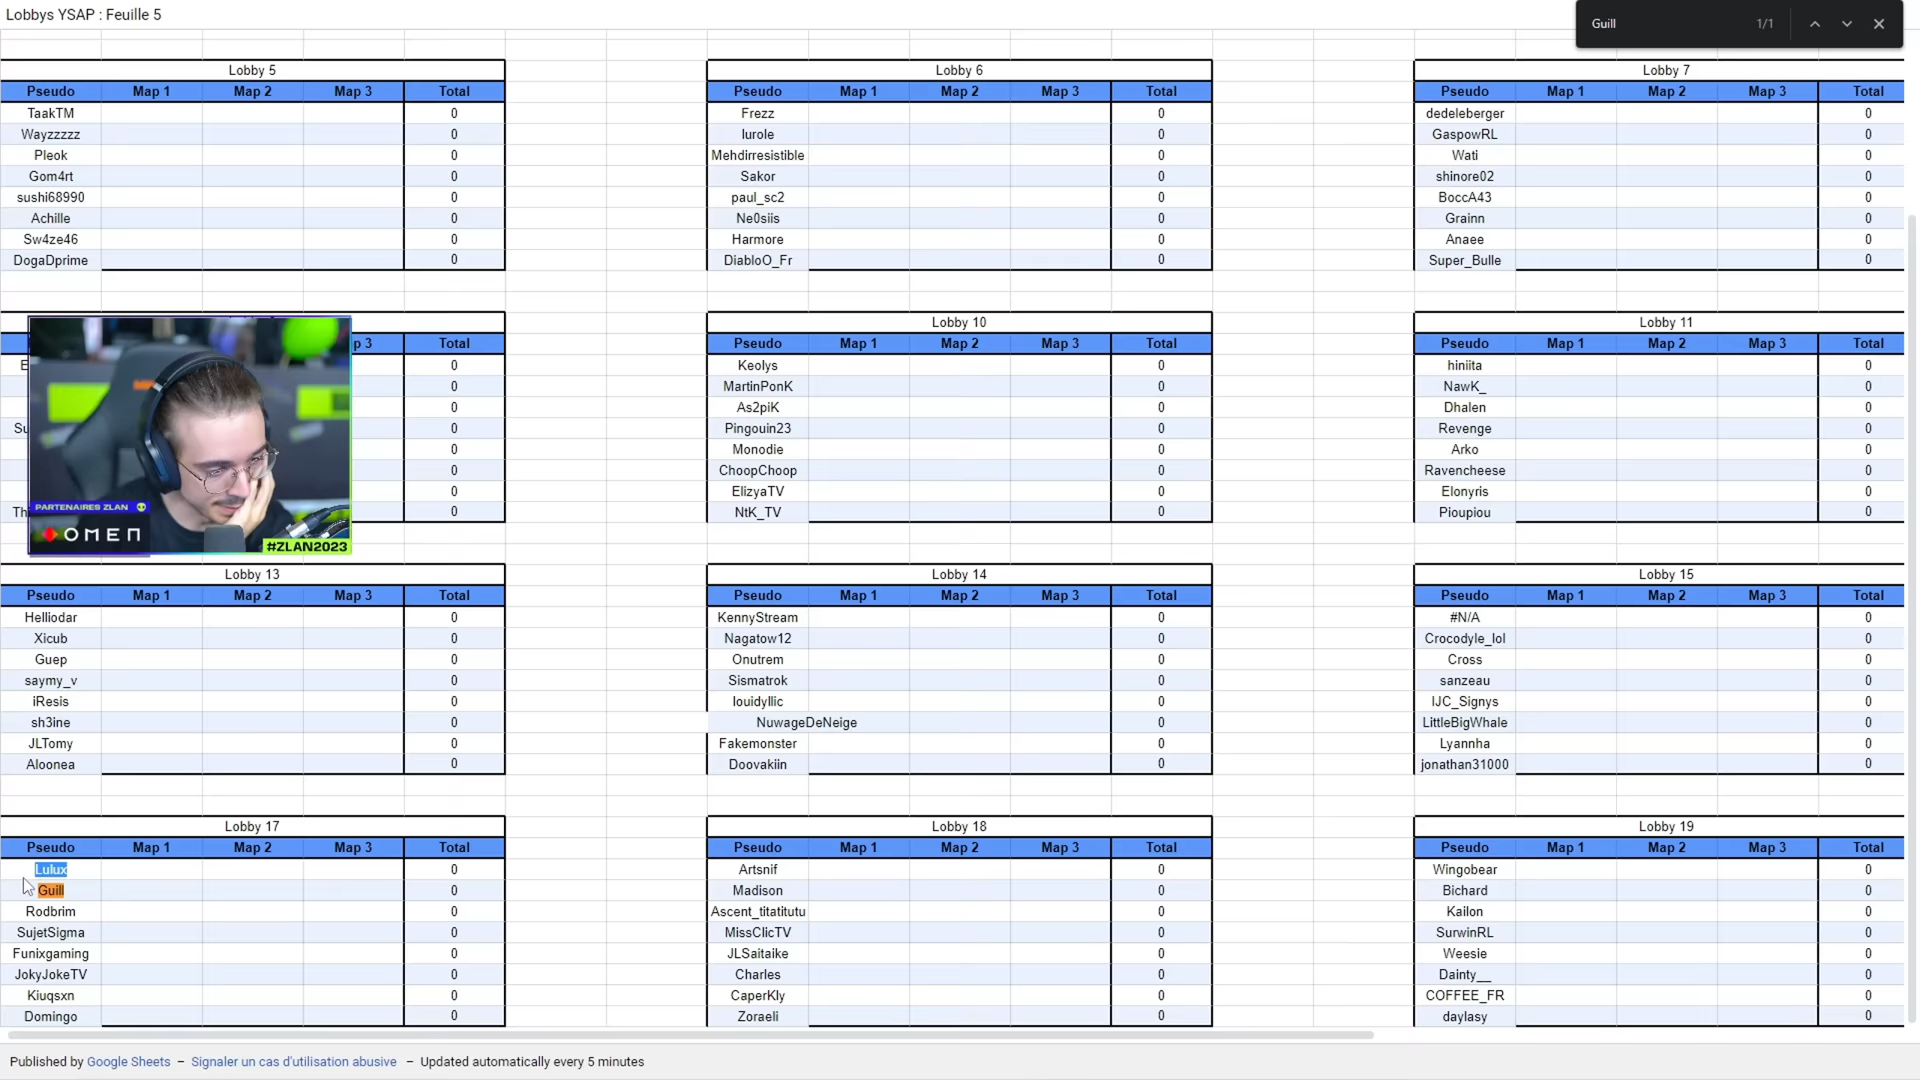 Lobbys YSAP : Feuille 5
Guill 1/1
Lobby 5
Pseudo Map 1 Map 2 Map 3 Total
TaakTM 0
Wayzzzzz 0
Pleok 0
Gom4rt 0
sushi68990 0
Achille 0
Sw4ze46 0
DogaDprime 0
Lobby 6
Pseudo Map 1 Map 2 Map 3 Total
Frezz 0
lurole 0
Mehdirresistible 0
Sakor 0
paul_sc2 0
Ne0siis 0
Harmore 0
DiabloO_Fr 0
Lobby 7
Pseudo Map 1 Map 2 Map 3 Total
dedeleberger 0
GaspowRL 0
Wati 0
shinore02 0
BoccA43 0
Grainn 0
Anaee 0
Super_Bulle 0
p 3 Total
E 0
0
0
Su 0
0
0
0
Th 0
PARTENAIRES ZLAN
OMEN
#ZLAN2023
Lobby 10
Pseudo Map 1 Map 2 Map 3 Total
Keolys 0
MartinPonK 0
As2piK 0
Pingouin23 0
Monodie 0
ChoopChoop 0
ElizyaTV 0
NtK_TV 0
Lobby 11
Pseudo Map 1 Map 2 Map 3 Total
hiniita 0
NawK_ 0
Dhalen 0
Revenge 0
Arko 0
Ravencheese 0
Elonyris 0
Pioupiou 0
Lobby 13
Pseudo Map 1 Map 2 Map 3 Total
Helliodar 0
Xicub 0
Guep 0
saymy_v 0
iResis 0
sh3ine 0
JLTomy 0
Aloonea 0
Lobby 14
Pseudo Map 1 Map 2 Map 3 Total
KennyStream 0
Nagatow12 0
Onutrem 0
Sismatrok 0
louidyllic 0
NuwageDeNeige 0
Fakemonster 0
Doovakiin 0
Lobby 15
Pseudo Map 1 Map 2 Map 3 Total
#N/A 0
Crocodyle_lol 0
Cross 0
sanzeau 0
IJC_Signys 0
LittleBigWhale 0
Lyannha 0
jonathan31000 0
Lobby 17
Pseudo Map 1 Map 2 Map 3 Total
Lulux 0
Guill 0
Rodbrim 0
SujetSigma 0
Funixgaming 0
JokyJokeTV 0
Kiuqsxn 0
Domingo 0
Lobby 18
Pseudo Map 1 Map 2 Map 3 Total
Artsnif 0
Madison 0
Ascent_titatitutu 0
MissClicTV 0
JLSaitaike 0
Charles 0
CaperKly 0
Zoraeli 0
Lobby 19
Pseudo Map 1 Map 2 Map 3 Total
Wingobear 0
Bichard 0
Kailon 0
SurwinRL 0
Weesie 0
Dainty__ 0
COFFEE_FR 0
daylasy 0
Published by Google Sheets – Signaler un cas d'utilisation abusive – Updated automatically every 5 minutes